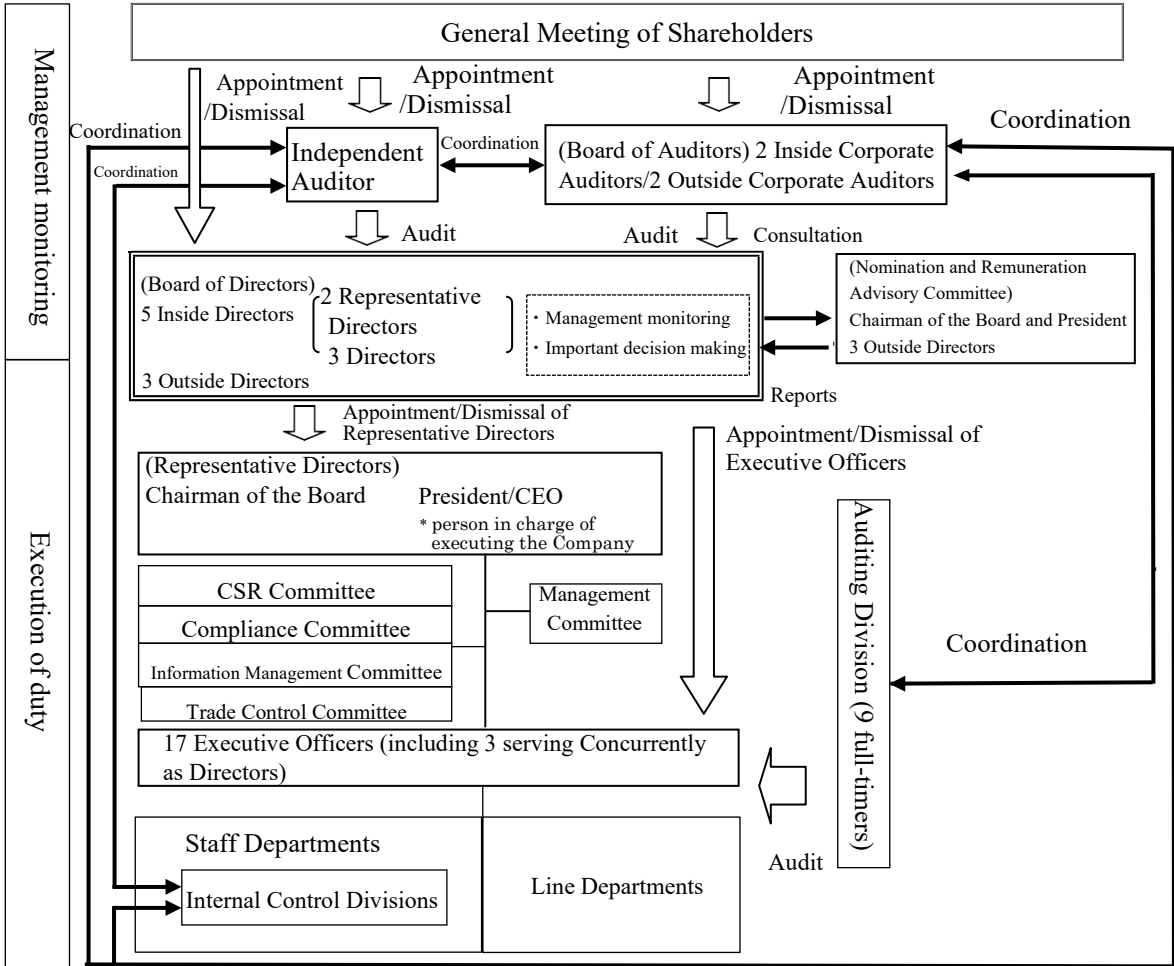 General Meeting of Shareholders
Management monitoring
Appointment
/Dismissal
Appointment
/Dismissal
Appointment
/Dismissal
Coordination
Coordination
Coordination
Coordination
Independent
Auditor
(Board of Auditors) 2 Inside Corporate
Auditors/2 Outside Corporate Auditors
Audit
Audit
Consultation
(Board of Directors)
5 Inside Directors
2 Representative
Directors
3 Directors
3 Outside Directors
・Management monitoring
・Important decision making
(Nomination and Remuneration
Advisory Committee)
Chairman of the Board and President
3 Outside Directors
Reports
Execution of duty
Appointment/Dismissal of
Representative Directors
Appointment/Dismissal of
Executive Officers
(Representative Directors)
Chairman of the Board
President/CEO
* person in charge of
executing the Company
CSR Committee
Compliance Committee
Information Management Committee
Trade Control Committee
Management
Committee
Auditing Division (9 full-timers)
Coordination
17 Executive Officers (including 3 serving Concurrently
as Directors)
Audit
Staff Departments
Internal Control Divisions
Line Departments